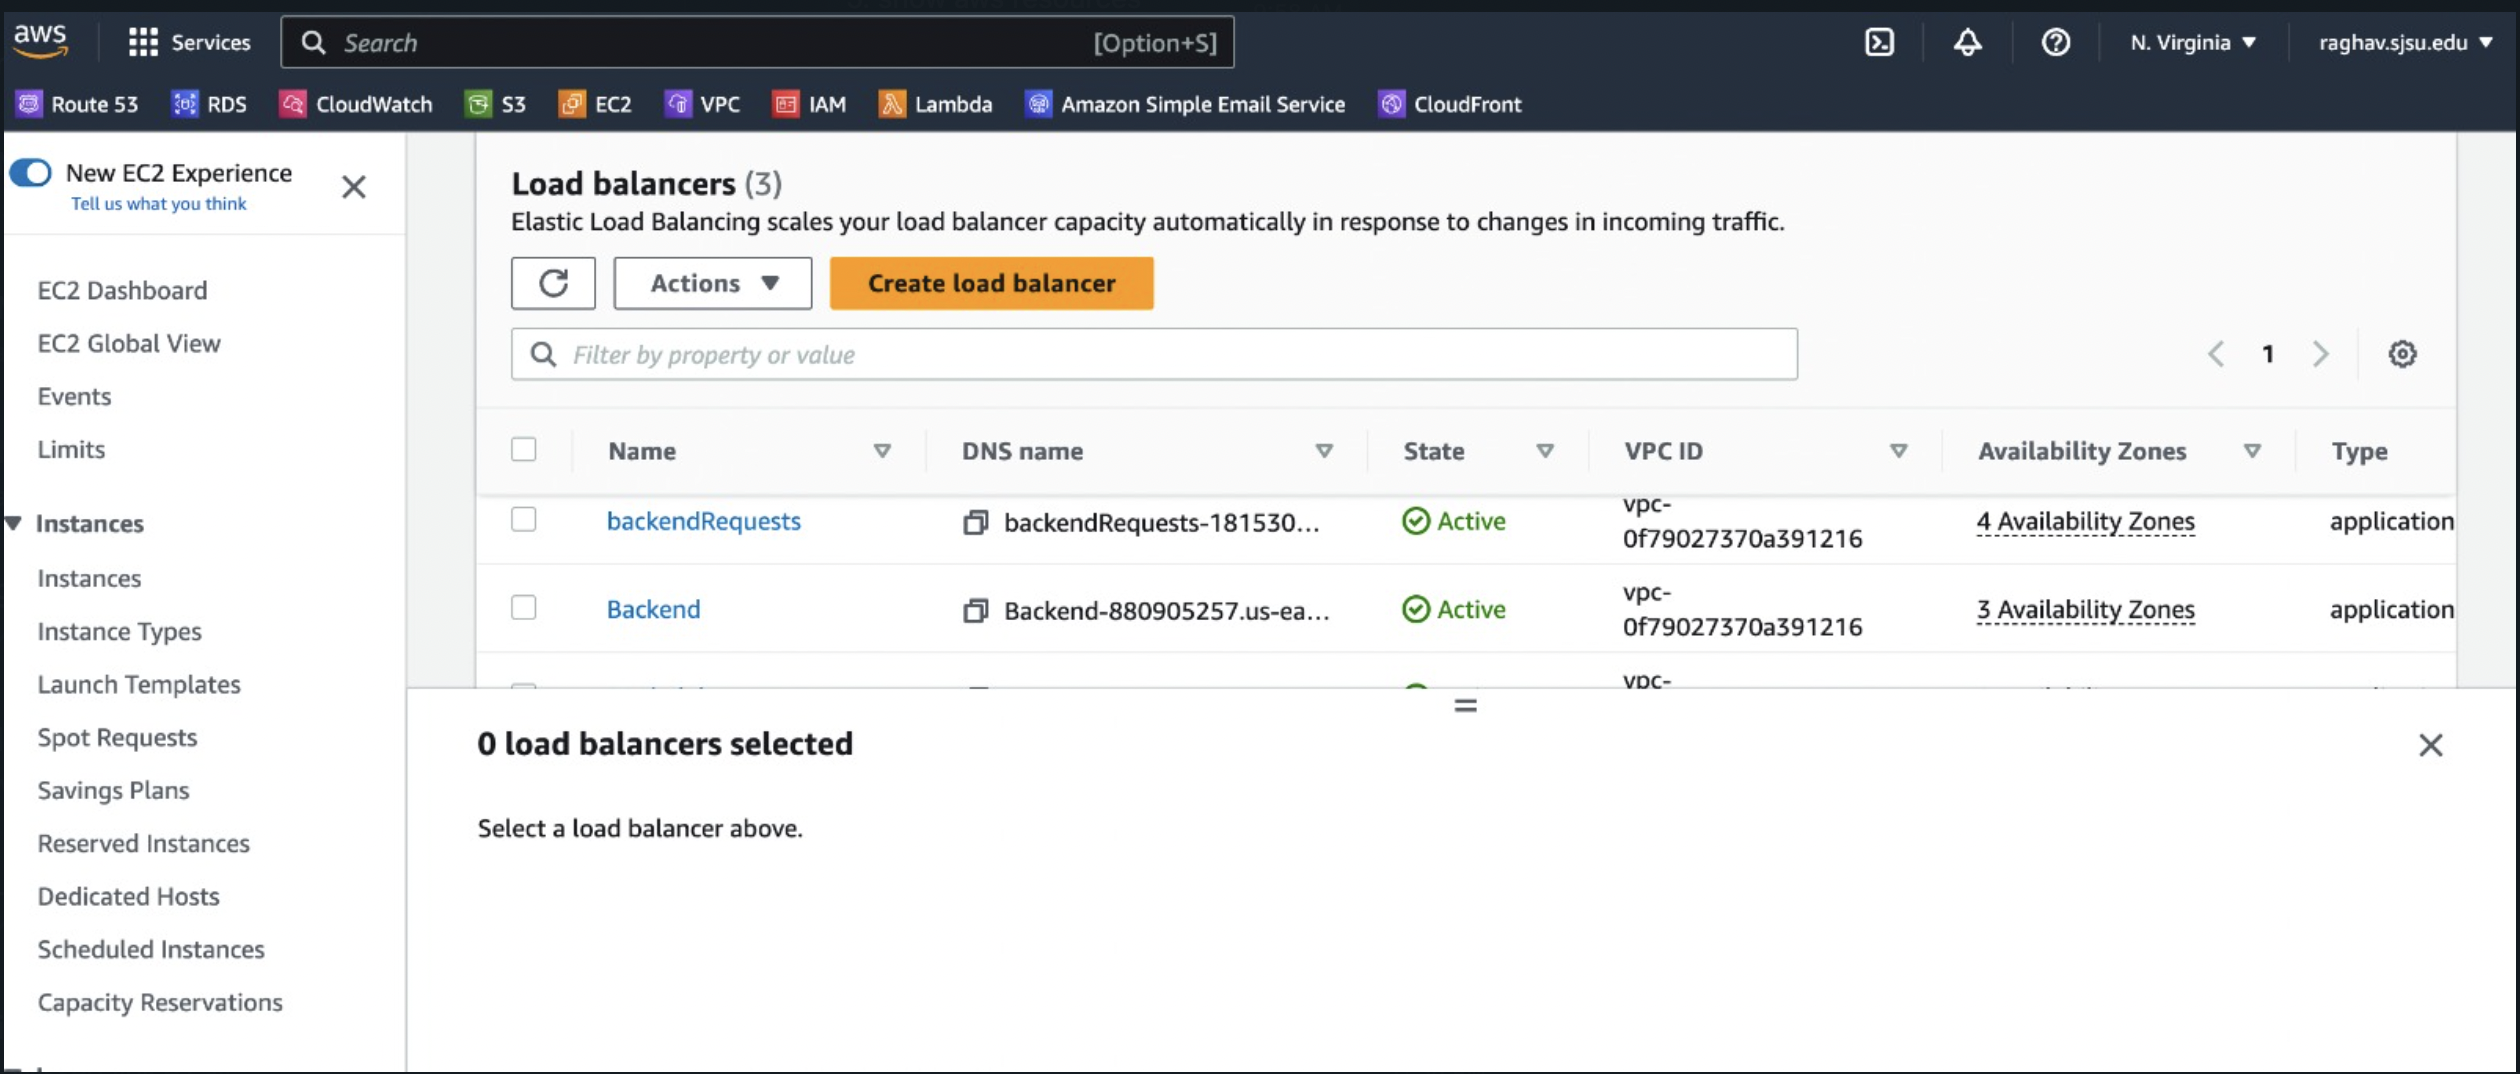 aws
Services
Search
[Option+S]
N. Virginia
raghav.sjsu.edu
Route 53
RDS
CloudWatch
S3
EC2
VPC
IAM
Lambda
Amazon Simple Email Service
CloudFront
New EC2 Experience
Tell us what you think
EC2 Dashboard
EC2 Global View
Events
Limits
Instances
Instances
Instance Types
Launch Templates
Spot Requests
Savings Plans
Reserved Instances
Dedicated Hosts
Scheduled Instances
Capacity Reservations
Load balancers (3)
Elastic Load Balancing scales your load balancer capacity automatically in response to changes in incoming traffic.
Actions
Create load balancer
Filter by property or value
1
Name
DNS name
State
VPC ID
Availability Zones
Type
backendRequests
backendRequests-181530...
Active
vpc-
0f79027370a391216
4 Availability Zones
application
Backend
Backend-880905257.us-ea...
Active
vpc-
0f79027370a391216
3 Availability Zones
application
vpc-
0 load balancers selected
Select a load balancer above.